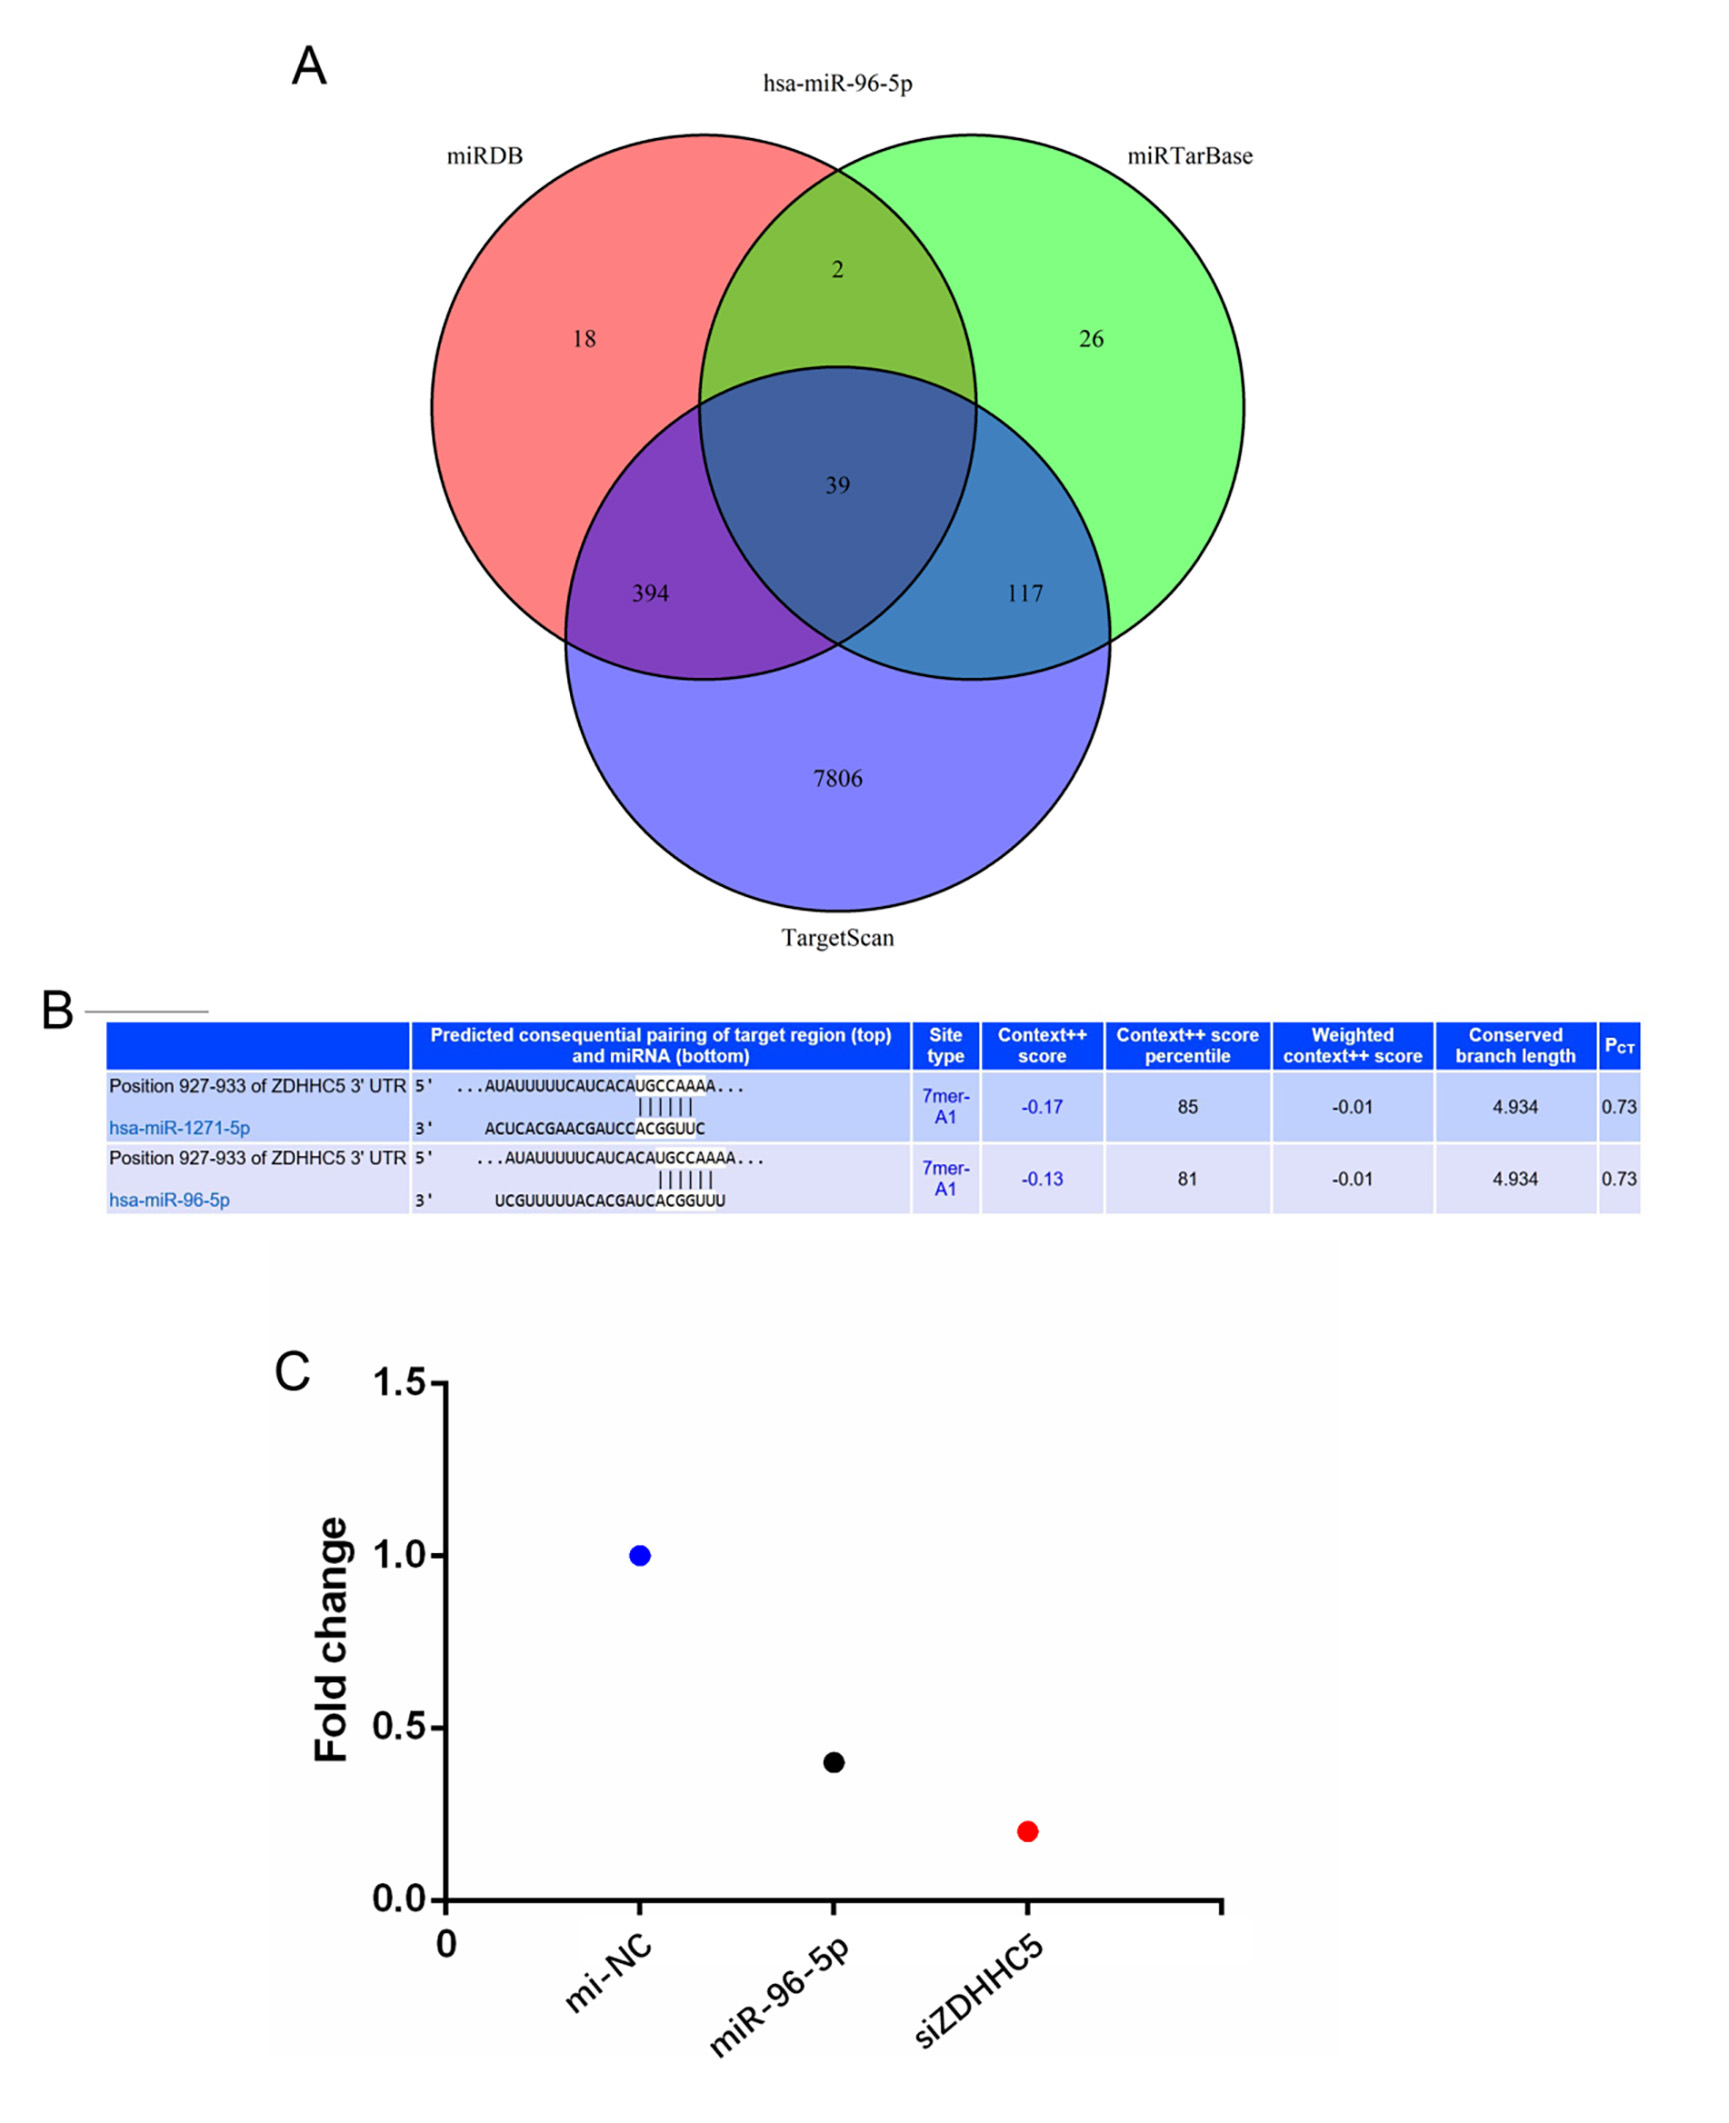 A
hsa-miR-96-5p
miRDB
miRTarBase
2
18
26
39
394
117
7806
TargetScan
B
Predicted consequential pairing of target region (top)
and miRNA (bottom)
Site
type
Context++
score
Context++ score
percentile
Weighted
context++ score
Conserved
branch length
PCT
Position 927-933 of ZDHHC5 3' UTR 5' ...AUAUUUUUCAUCACAUGCCAAAA...
hsa-miR-1271-5p 3' ACUCACGAACGAUCCACGGUUC
7mer-
A1
-0.17
85
-0.01
4.934
0.73
Position 927-933 of ZDHHC5 3' UTR 5' ...AUAUUUUUCAUCACAUGCCAAAA...
hsa-miR-96-5p 3' UCGUUUUUACACGAUCACGGUUU
7mer-
A1
-0.13
81
-0.01
4.934
0.73
C
1.5
1.0
0.5
0.0
Fold change
0
mi-NC
miR-96-5p
siZDHHC5